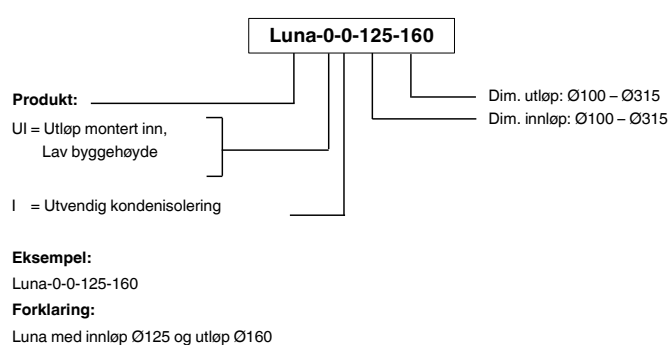 Luna-0-0-125-160
Produkt:
UI = Utløp montert inn,
Lav byggehøyde
I = Utvendig kondenisolering
Dim. utløp: Ø100 – Ø315
Dim. innløp: Ø100 – Ø315
Eksempel:
Luna-0-0-125-160
Forklaring:
Luna med innløp Ø125 og utløp Ø160